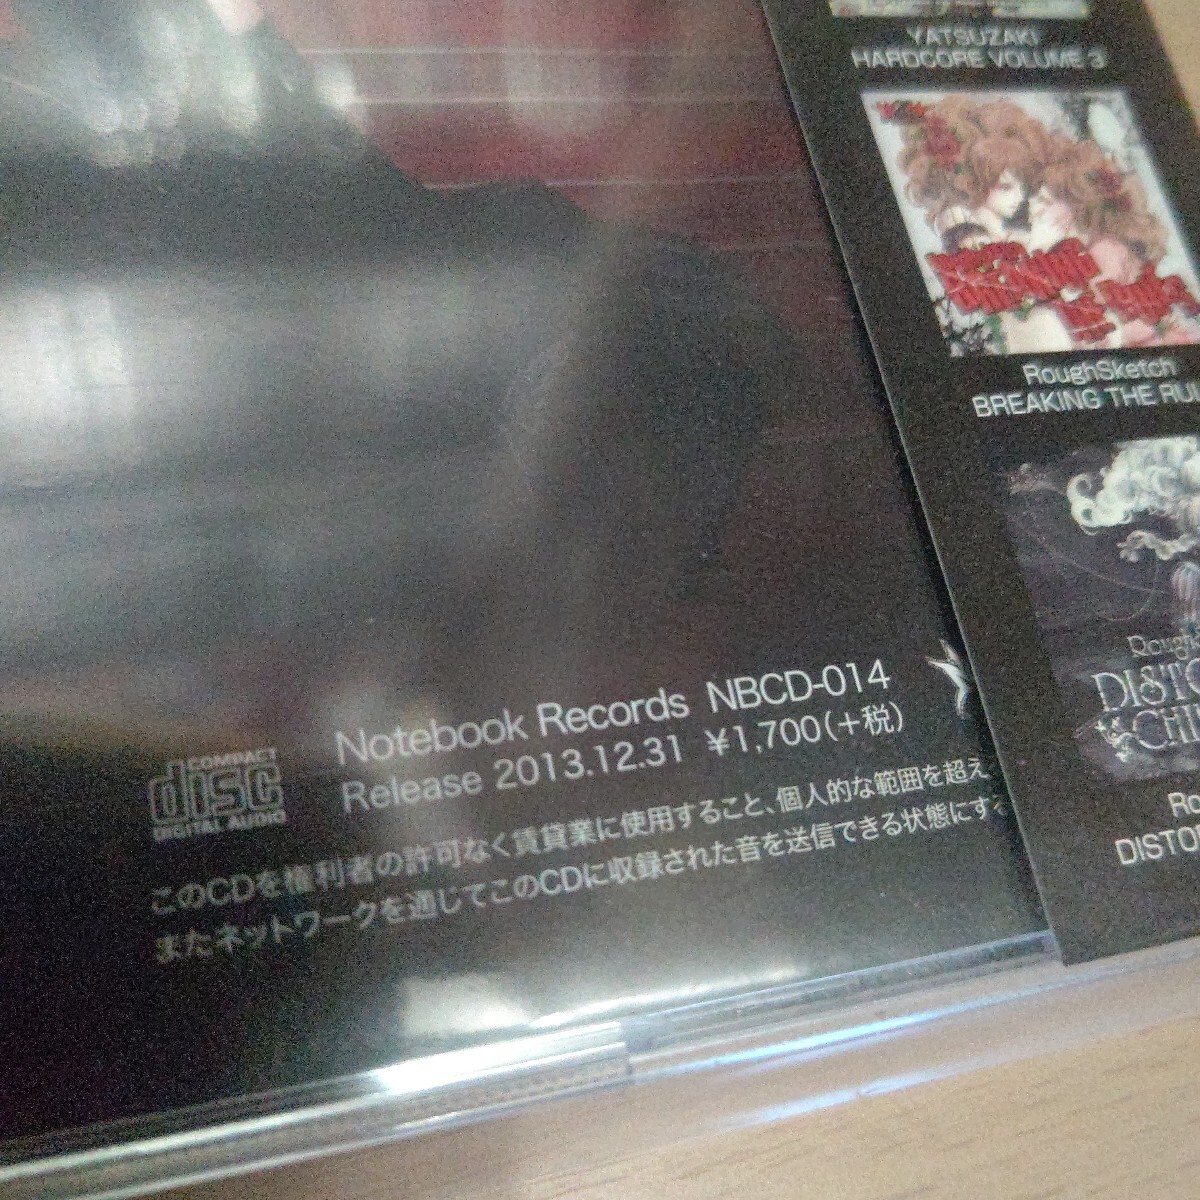 YATSUZAKI
HARDCORE VOLUME 3
RoughSketch
BREAKING THE RUL
DISTO
CHI
Ro
DISTO
Notebook Records NBCD-014
Release 2013.12.31 ¥1,700(+税)
COMPACT
disc
DIGITAL AUDIO
このCDを権利者の許可なく賃貸業に使用すること、個人的な範囲を超え
またネットワークを通じてこのCDに収録された音を送信できる状態にす